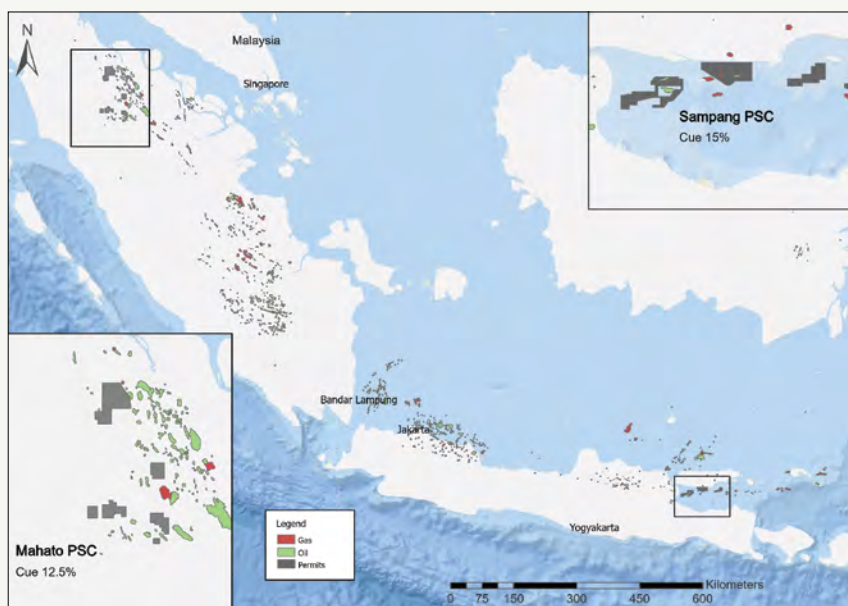 N
Malaysia
Singapore
Sampang PSC
Cue 15%
Bandar Lampung
Jakarta
Yogyakarta
Mahato PSC
Cue 12.5%
Legend
Gas
Oil
Permits
Kilometers
0 75 150 300 450 600